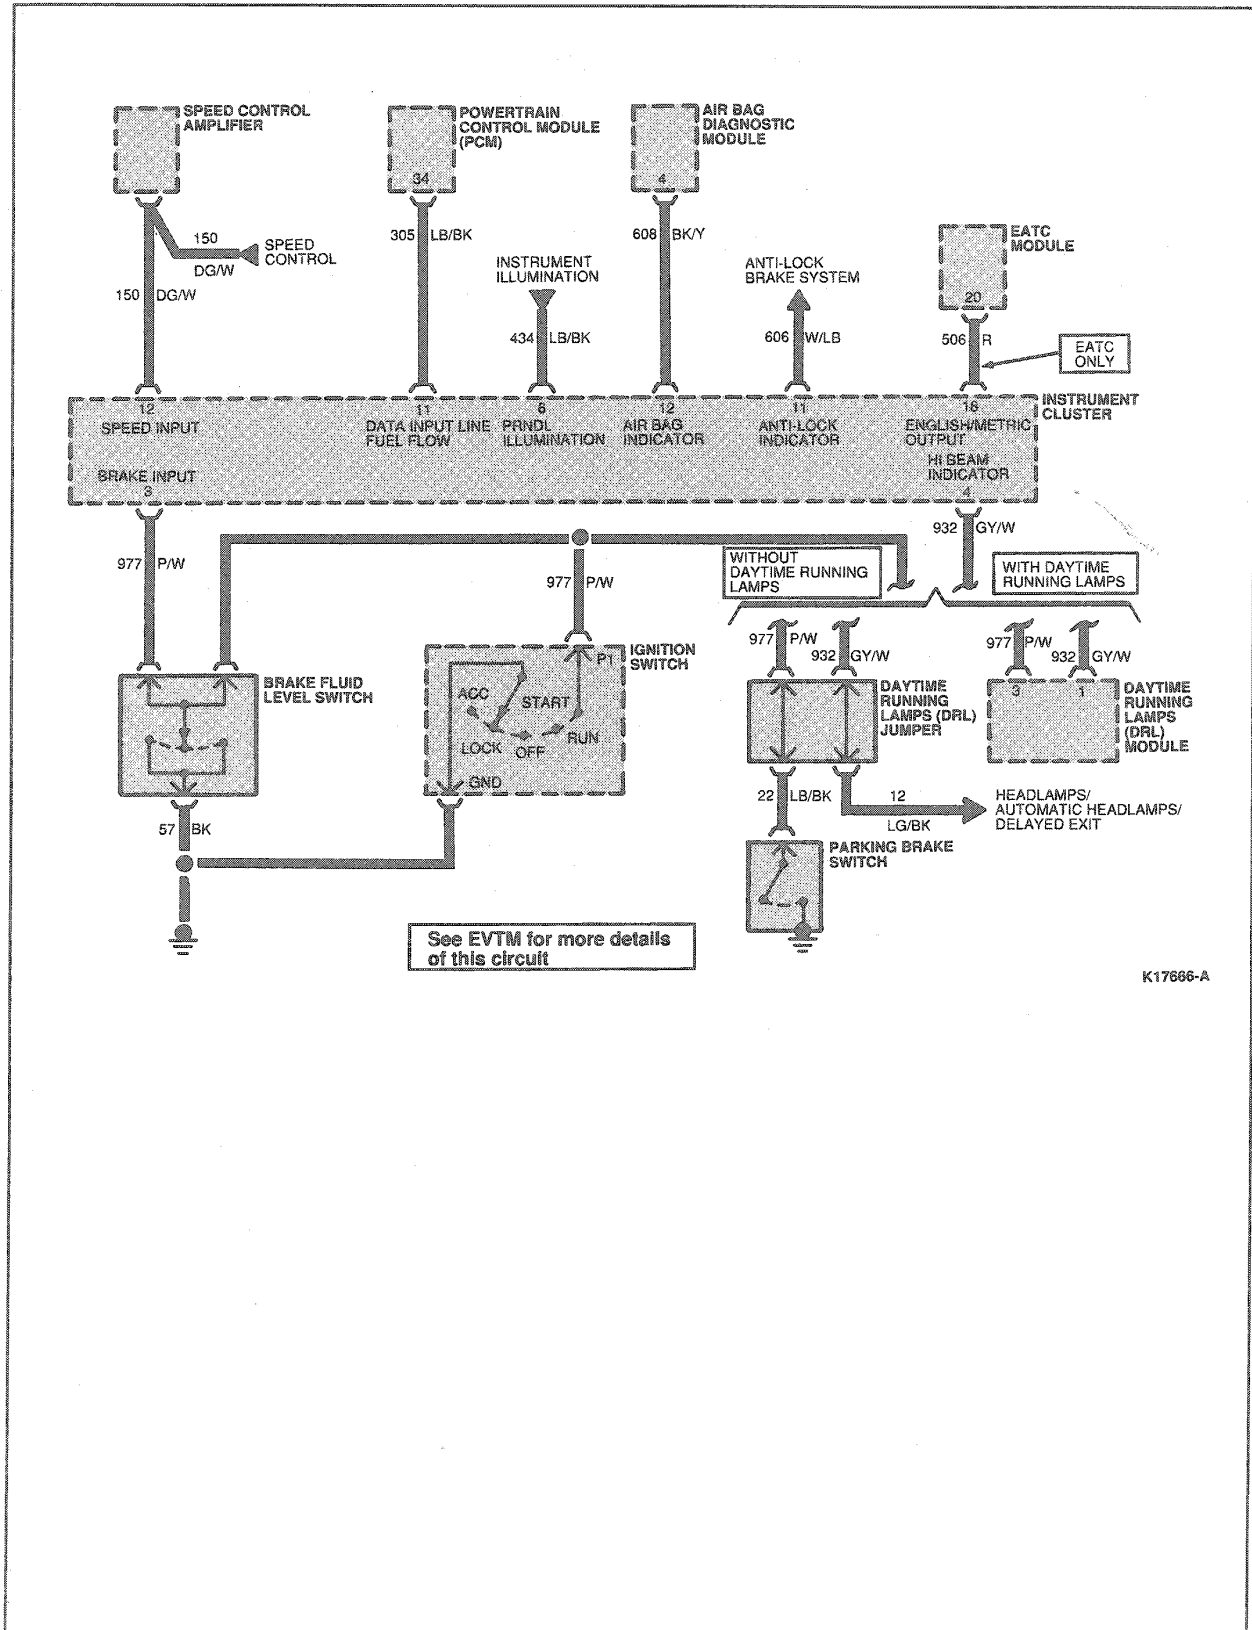 SPEED CONTROL
AMPLIFIER
POWERTRAIN
CONTROL MODULE
(PCM)
34
AIR BAG
DIAGNOSTIC
MODULE
4
305 LB/BK
608 BK/Y
150
DG/W
SPEED
CONTROL
150 DG/W
INSTRUMENT
ILLUMINATION
434 LB/BK
ANTI-LOCK
BRAKE SYSTEM
606 W/LB
EATC
MODULE
20
506 R
EATC
ONLY
INSTRUMENT
CLUSTER
12
SPEED INPUT
11
DATA INPUT LINE
FUEL FLOW
6
PRNDL
ILLUMINATION
12
AIR BAG
INDICATOR
11
ANTI-LOCK
INDICATOR
18
ENGLISH/METRIC
OUTPUT
BRAKE INPUT
3
HI BEAM
INDICATOR
4
977 P/W
932 GY/W
977 P/W
WITHOUT
DAYTIME RUNNING
LAMPS
WITH DAYTIME
RUNNING LAMPS
977 P/W
932 GY/W
977 P/W
932 GY/W
BRAKE FLUID
LEVEL SWITCH
IGNITION
SWITCH
P1
ACC
START
LOCK
OFF
RUN
GND
DAYTIME
RUNNING
LAMPS (DRL)
JUMPER
3
1
DAYTIME
RUNNING
LAMPS
(DRL)
MODULE
57 BK
22 LB/BK
12
LG/BK
HEADLAMPS/
AUTOMATIC HEADLAMPS/
DELAYED EXIT
PARKING BRAKE
SWITCH
See EVTM for more details
of this circuit
K17666-A